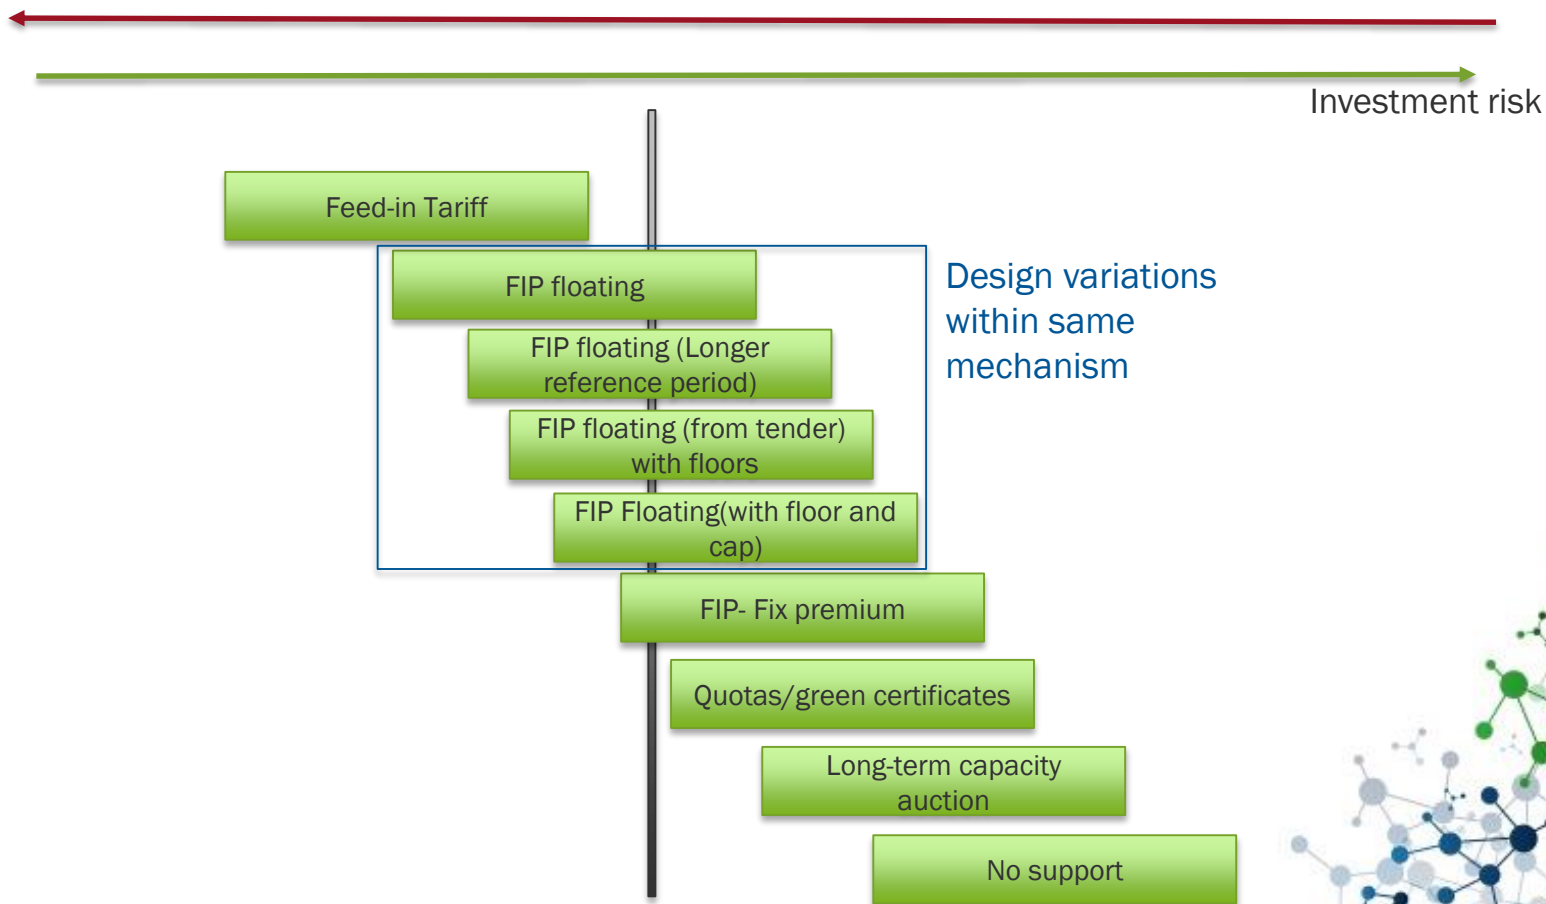 Investment risk
Feed-in Tariff
FIP floating
Design variations
within same
mechanism
FIP floating (Longer
reference period)
FIP floating (from tender)
with floors
FIP Floating(with floor and
cap)
FIP- Fix premium
Quotas/green certificates
Long-term capacity
auction
No support